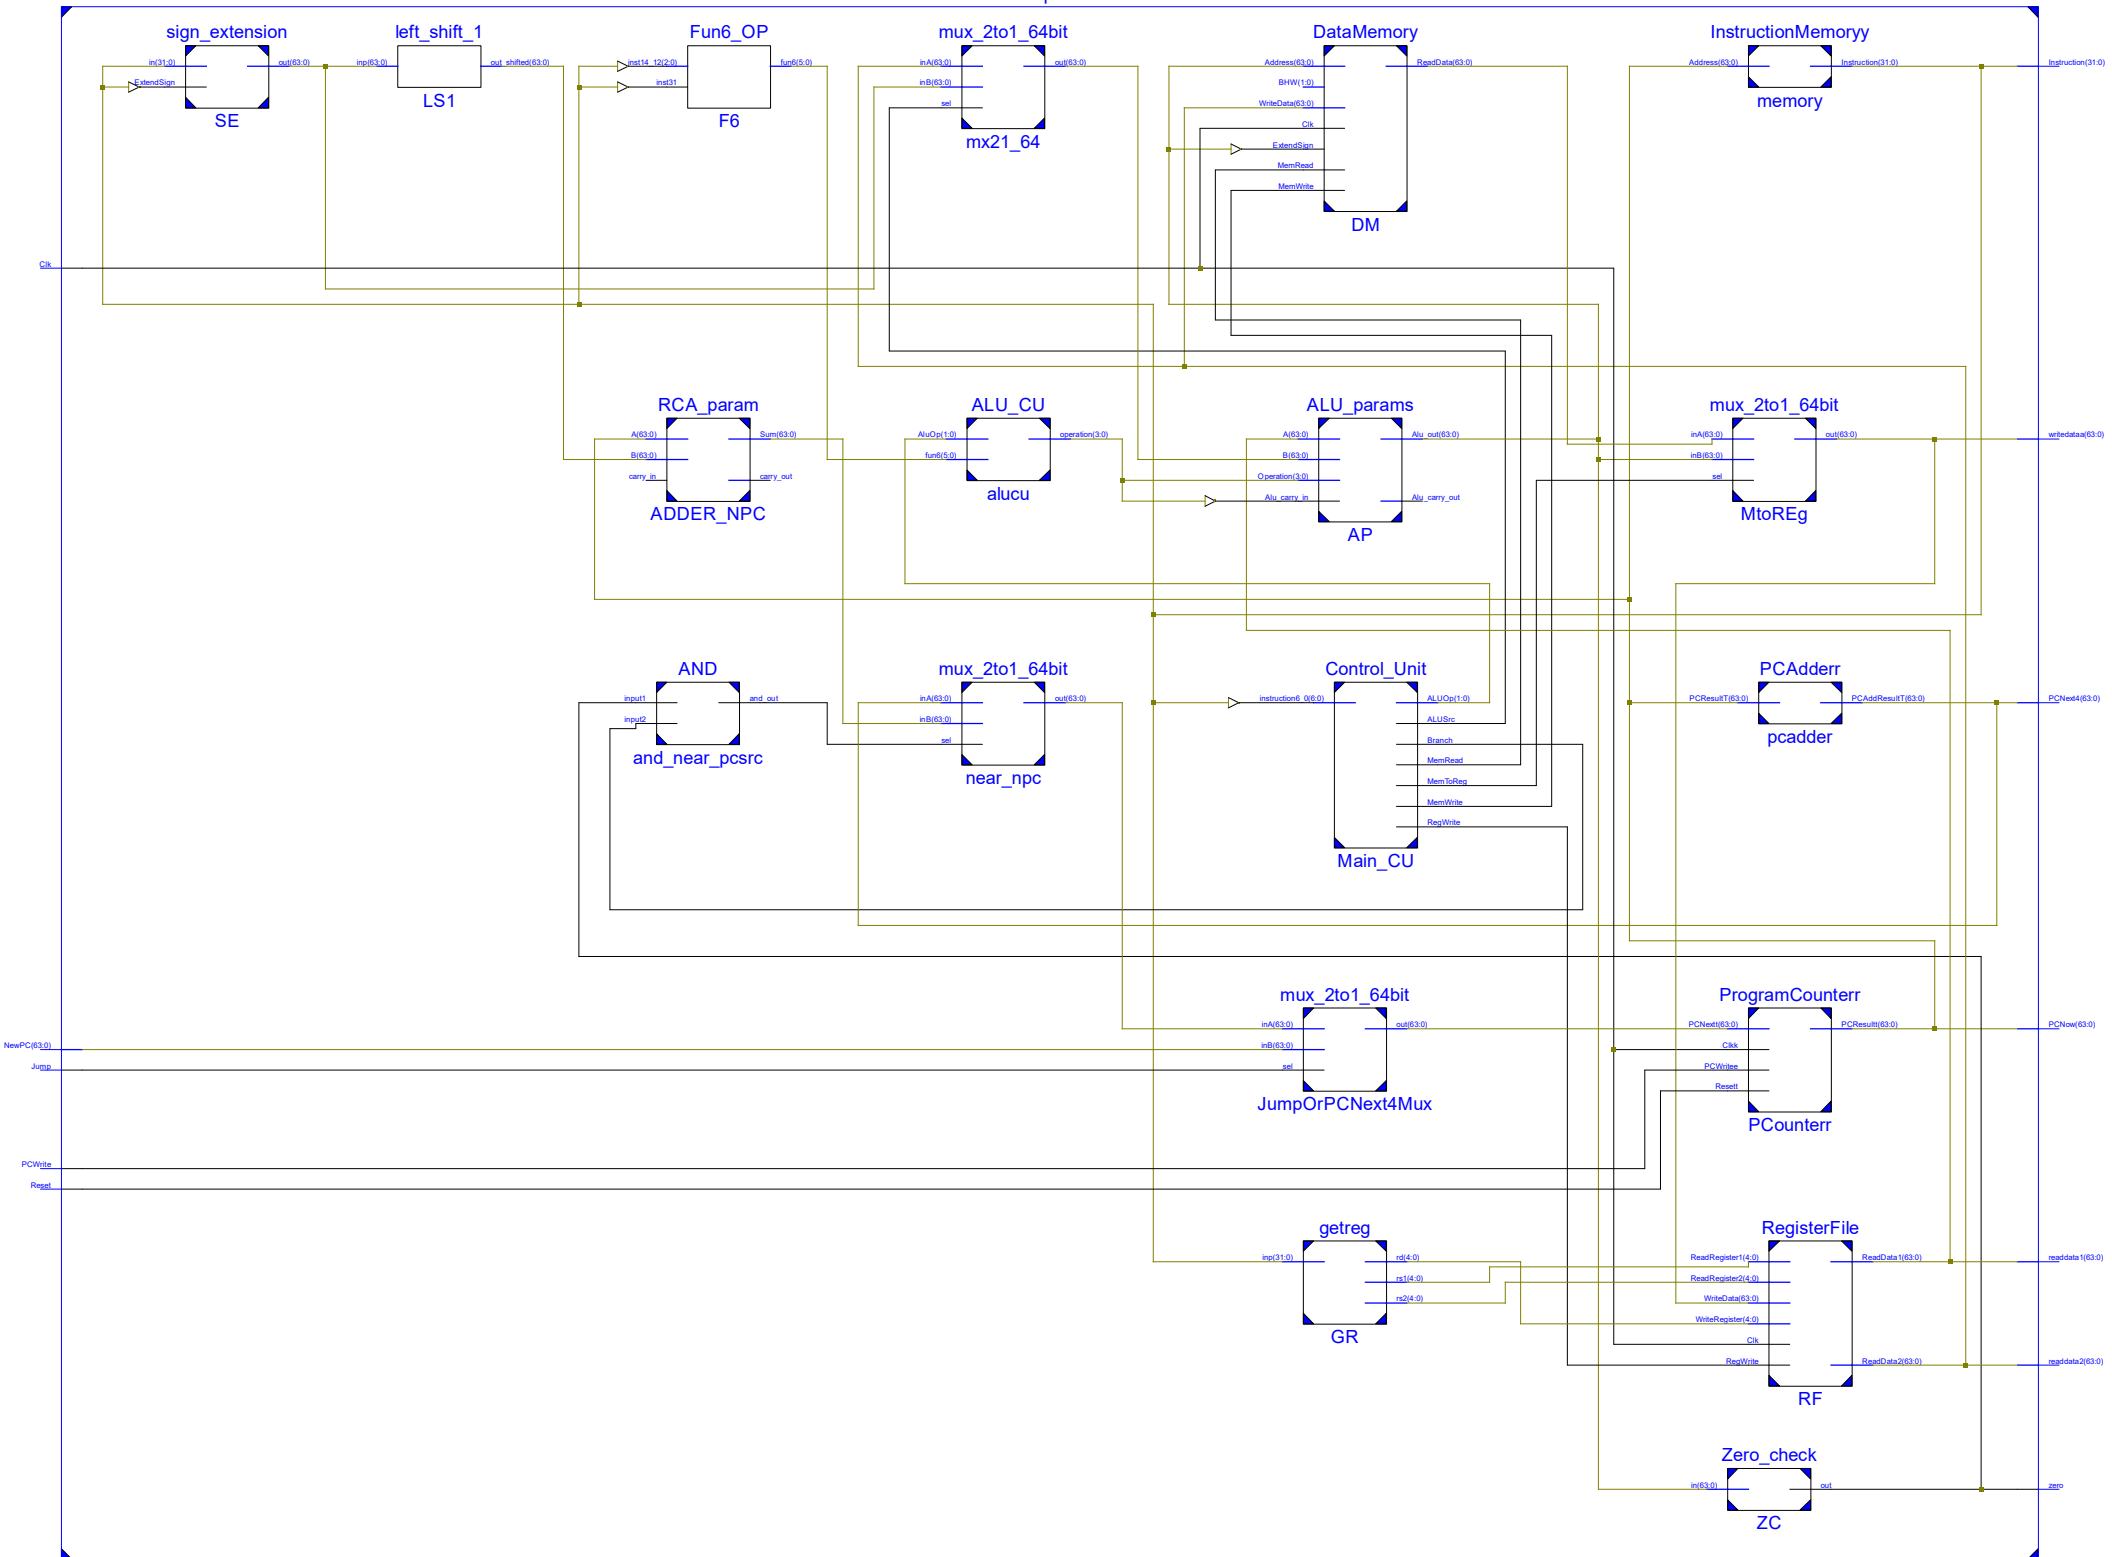 sign_extension
in(31:0)
out(63:0)
ExtendSign
SE
left_shift_1
inp(63:0)
out_shifted(63:0)
LS1
Fun6_OP
inst14_12(2:0)
fun6(5:0)
inst31
F6
mux_2to1_64bit
inA(63:0)
out(63:0)
inB(63:0)
sel
mx21_64
DataMemory
Address(63:0)
ReadData(63:0)
BHW(1:0)
WriteData(63:0)
Clk
ExtendSign
MemRead
MemWrite
DM
InstructionMemoryy
Address(63:0)
Instruction(31:0)
memory
Instruction(31:0)
Clk
RCA_param
A(63:0)
Sum(63:0)
B(63:0)
carry_in
carry_out
ADDER_NPC
ALU_CU
AluOp(1:0)
operation(3:0)
fun6(5:0)
alucu
ALU_params
A(63:0)
Alu_out(63:0)
B(63:0)
Operation(3:0)
Alu_carry_in
Alu_carry_out
AP
mux_2to1_64bit
inA(63:0)
out(63:0)
inB(63:0)
sel
MtoREg
writedataa(63:0)
AND
input1
and_out
input2
and_near_pcsrc
mux_2to1_64bit
inA(63:0)
out(63:0)
inB(63:0)
sel
near_npc
Control_Unit
instruction6_0(6:0)
ALUOp(1:0)
ALUSrc
Branch
MemRead
MemToReg
MemWrite
RegWrite
Main_CU
PCAdderr
PCResultT(63:0)
PCAddResultT(63:0)
pcadder
PCNext4(63:0)
mux_2to1_64bit
inA(63:0)
out(63:0)
inB(63:0)
sel
JumpOrPCNext4Mux
ProgramCounterr
PCNextt(63:0)
PCResultt(63:0)
Clkk
PCWritee
Resett
PCounterr
PCNow(63:0)
NewPC(63:0)
Jump
PCWrite
Reset
getreg
inp(31:0)
rd(4:0)
rs1(4:0)
rs2(4:0)
GR
RegisterFile
ReadRegister1(4:0)
ReadData1(63:0)
ReadRegister2(4:0)
WriteData(63:0)
WriteRegister(4:0)
Clk
RegWrite
ReadData2(63:0)
RF
readdata1(63:0)
readdata2(63:0)
Zero_check
in(63:0)
out
ZC
zero